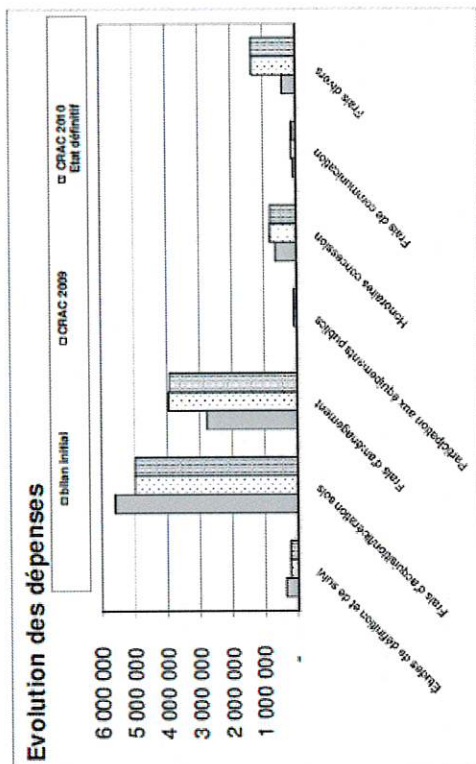 Evolution des dépenses
bilan initial
CRAC 2009
CRAC 2010
Etat définitif
6 000 000
5 000 000
4 000 000
3 000 000
2 000 000
1 000 000
-
Etudes de définition et de suivi
Frais d'acquisition/libération sols
Frais d'aménagement
Participation aux équipements publics
Honoraires concession
Frais de communication
Frais divers